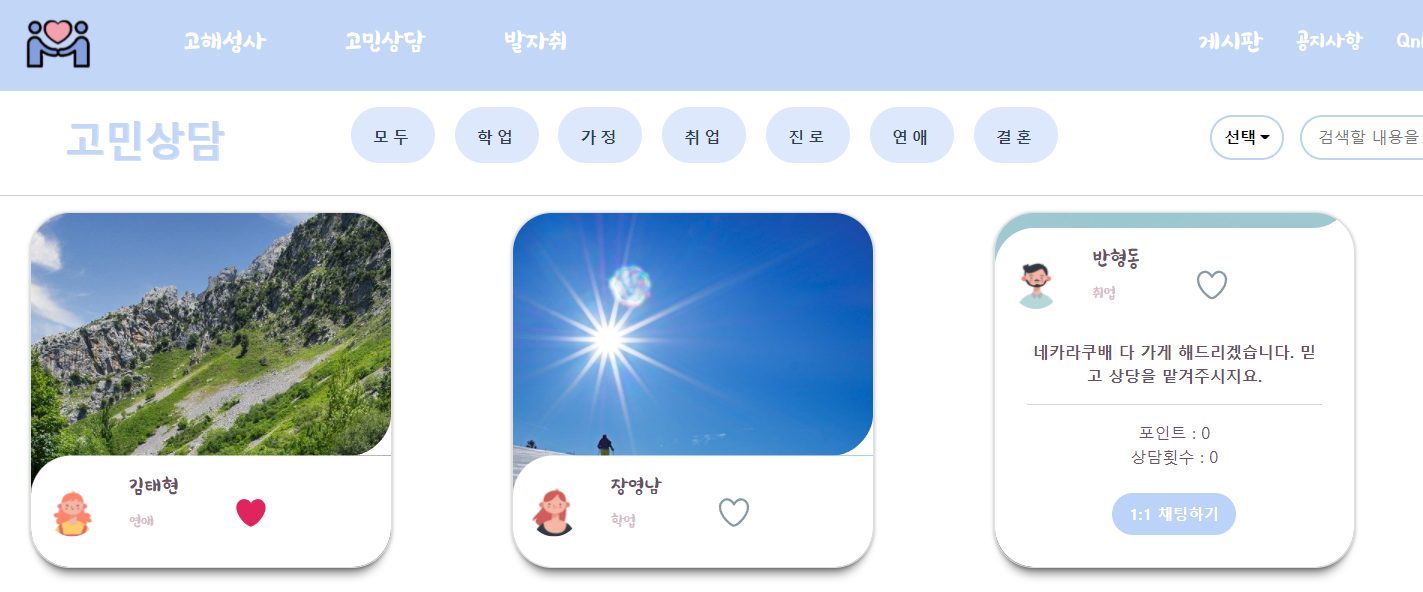 고해성사
고민상담
발자취
게시판
공지사항
고민상담
모두
학업
가정
취업
진로
연애
결혼
선택
검색할 내용을
김태현
연애
장영남
학업
반형동
취업
네카라쿠배 다 가게 해드리겠습니다. 믿
고 상당을 맡겨주시지요.
포인트 : 0
상담횟수 : 0
1:1 채팅하기